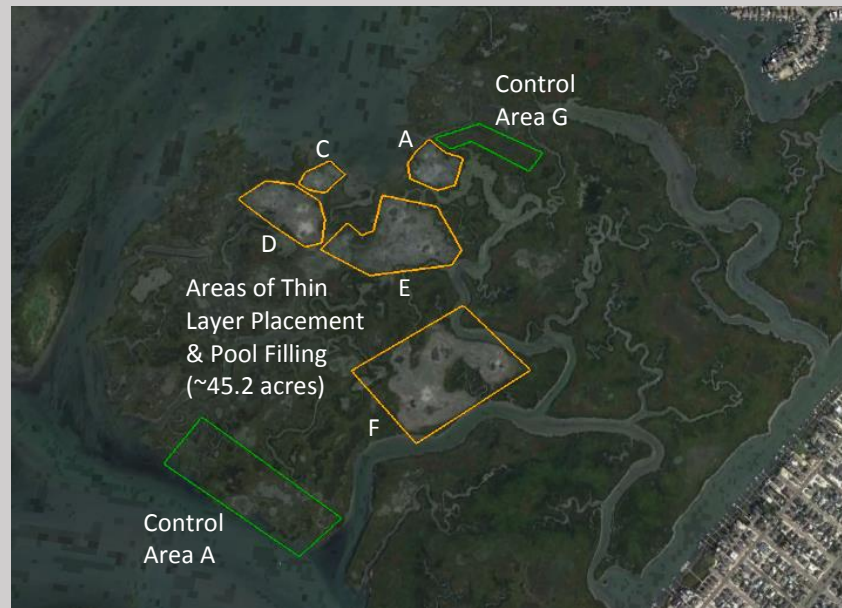 Control
Area G
A
C
D
E
Areas of Thin
Layer Placement
& Pool Filling
(~45.2 acres)
F
Control
Area A